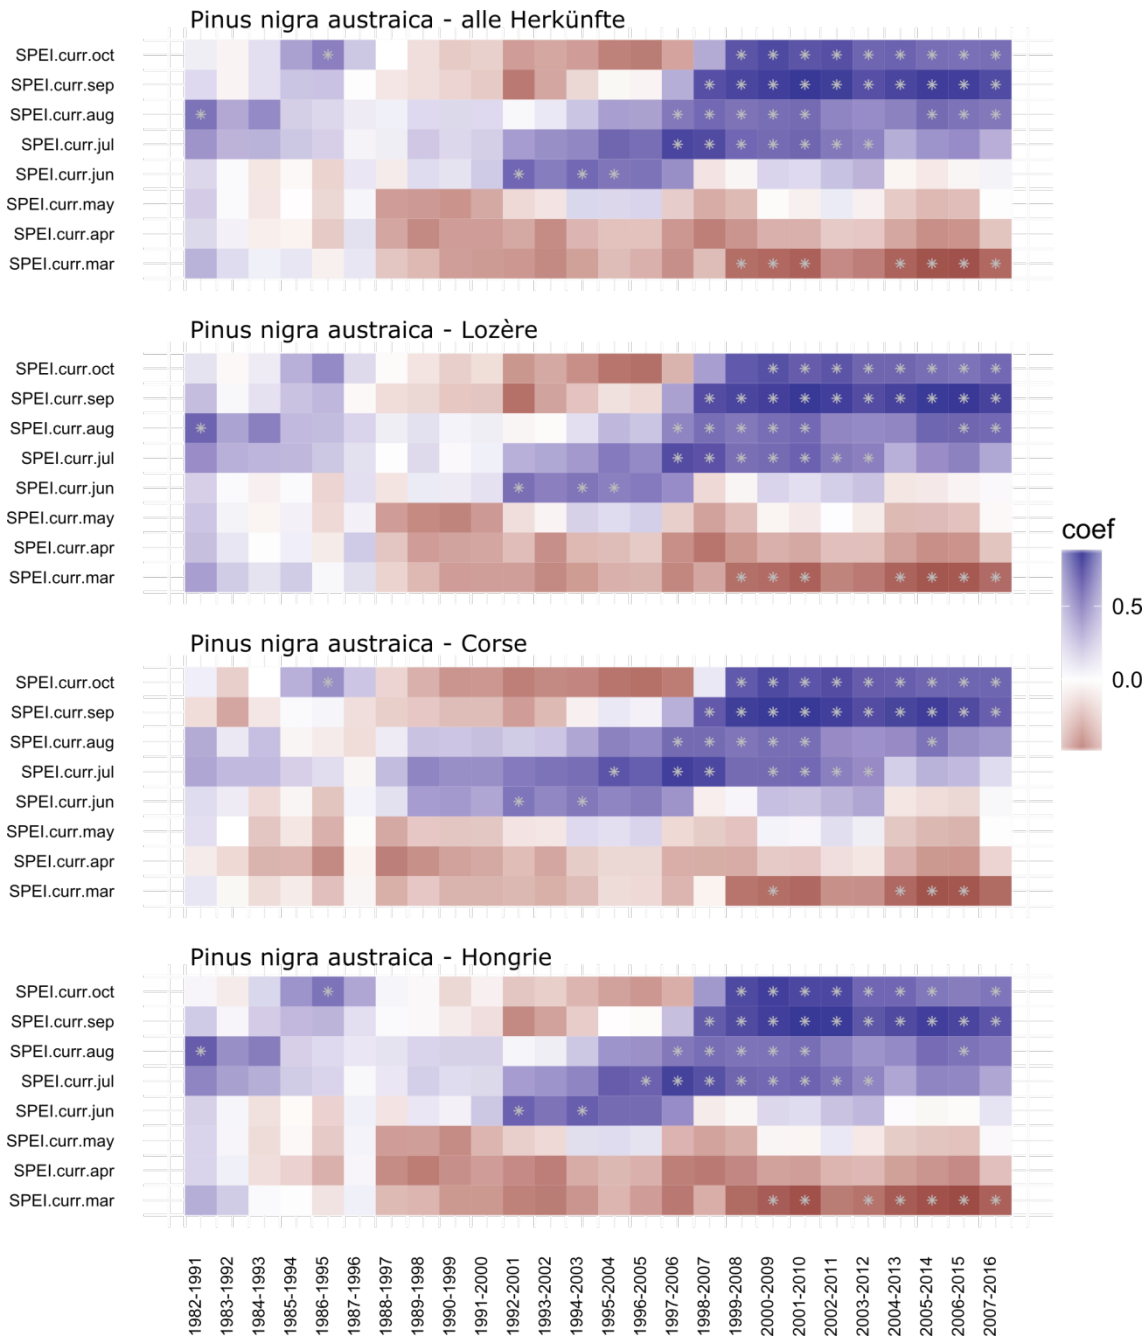 Pinus nigra austraica - alle Herkünfte
SPEI.curr.oct
SPEI.curr.sep
SPEI.curr.aug
SPEI.curr.jul
SPEI.curr.jun
SPEI.curr.may
SPEI.curr.apr
SPEI.curr.mar
Pinus nigra austraica - Lozère
SPEI.curr.oct
SPEI.curr.sep
SPEI.curr.aug
SPEI.curr.jul
SPEI.curr.jun
SPEI.curr.may
SPEI.curr.apr
SPEI.curr.mar
coef
0.5
0.0
Pinus nigra austraica - Corse
SPEI.curr.oct
SPEI.curr.sep
SPEI.curr.aug
SPEI.curr.jul
SPEI.curr.jun
SPEI.curr.may
SPEI.curr.apr
SPEI.curr.mar
Pinus nigra austraica - Hongrie
SPEI.curr.oct
SPEI.curr.sep
SPEI.curr.aug
SPEI.curr.jul
SPEI.curr.jun
SPEI.curr.may
SPEI.curr.apr
SPEI.curr.mar
1982-1991
1983-1992
1984-1993
1985-1994
1986-1995
1987-1996
1988-1997
1989-1998
1990-1999
1991-2000
1992-2001
1993-2002
1994-2003
1995-2004
1996-2005
1997-2006
1998-2007
1999-2008
2000-2009
2001-2010
2002-2011
2003-2012
2004-2013
2005-2014
2006-2015
2007-2016